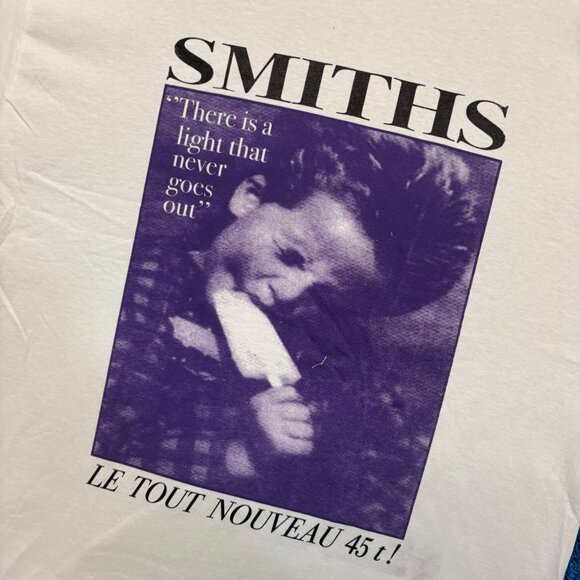 SMITHS
“There is a
light that
never
goes
out”
LE TOUT NOUVEAU 45 t!